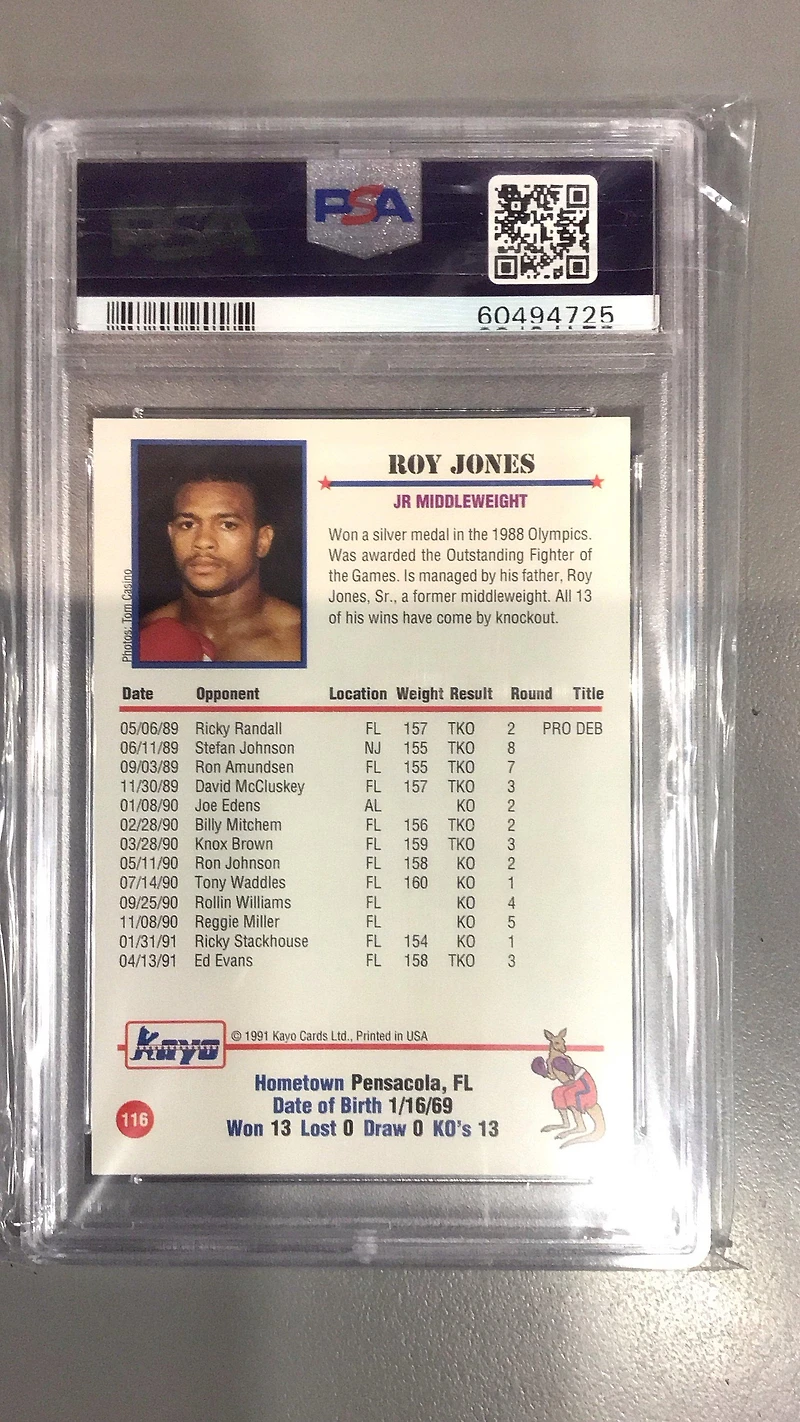 PSA
PSA
60494725
ROY JONES
JR MIDDLEWEIGHT
Won a silver medal in the 1988 Olympics.
Was awarded the Outstanding Fighter of
the Games. Is managed by his father, Roy
Jones, Sr., a former middleweight. All 13
of his wins have come by knockout.
Photos: Tom Casino
Date Opponent Location Weight Result Round Title
05/06/89 Ricky Randall FL 157 TKO 2 PRO DEB
06/11/89 Stefan Johnson NJ 155 TKO 8
09/03/89 Ron Amundsen FL 155 TKO 7
11/30/89 David McCluskey FL 157 TKO 3
01/08/90 Joe Edens AL KO 2
02/28/90 Billy Mitchem FL 156 TKO 2
03/28/90 Knox Brown FL 159 TKO 3
05/11/90 Ron Johnson FL 158 KO 2
07/14/90 Tony Waddles FL 160 KO 1
09/25/90 Rollin Williams FL KO 4
11/08/90 Reggie Miller FL KO 5
01/31/91 Ricky Stackhouse FL 154 KO 1
04/13/91 Ed Evans FL 158 TKO 3
Kayo
© 1991 Kayo Cards Ltd., Printed in USA
Hometown Pensacola, FL
Date of Birth 1/16/69
116
Won 13 Lost 0 Draw 0 KO's 13